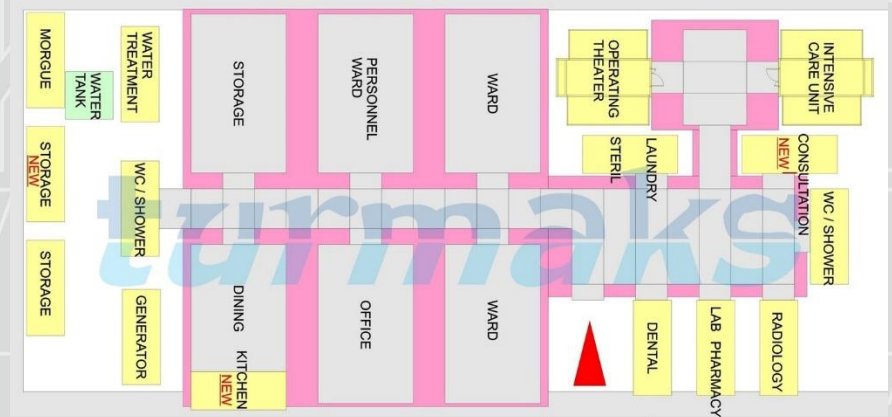 MORGUE
WATER
TREATMENT
WATER
TANK
STORAGE
NEW
WC / SHOWER
STORAGE
GENERATOR
STORAGE
PERSONNEL
WARD
WARD
DINING
KITCHEN
NEW
OFFICE
WARD
OPERATING
THEATER
INTENSIVE
CARE UNIT
LAUNDRY
STERIL
CONSULTATION
NEW
WC / SHOWER
DENTAL
LAB PHARMACY
RADIOLOGY
turmaks